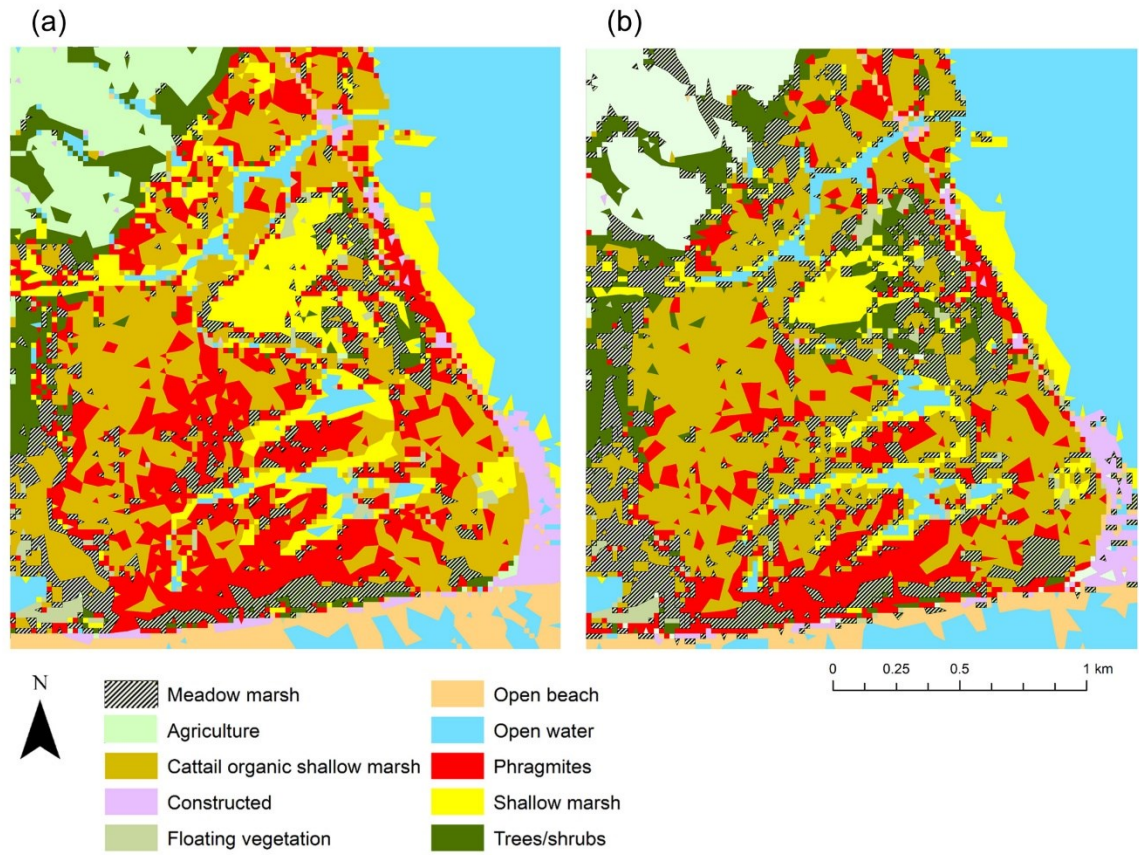 (a)
(b)
0 0.25 0.5 1 km
N
Meadow marsh
Agriculture
Cattail organic shallow marsh
Constructed
Floating vegetation
Open beach
Open water
Phragmites
Shallow marsh
Trees/shrubs